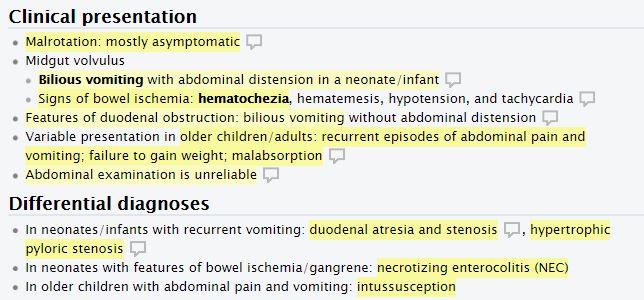 Clinical presentation
Malrotation: mostly asymptomatic
Midgut volvulus
Bilious vomiting with abdominal distension in a neonate/infant
Signs of bowel ischemia: hematochezia, hematemesis, hypotension, and tachycardia
Features of duodenal obstruction: bilious vomiting without abdominal distension
Variable presentation in older children/adults: recurrent episodes of abdominal pain and
vomiting; failure to gain weight; malabsorption
Abdominal examination is unreliable
Differential diagnoses
In neonates/infants with recurrent vomiting: duodenal atresia and stenosis , hypertrophic
pyloric stenosis
In neonates with features of bowel ischemia/gangrene: necrotizing enterocolitis (NEC)
In older children with abdominal pain and vomiting: intussusception